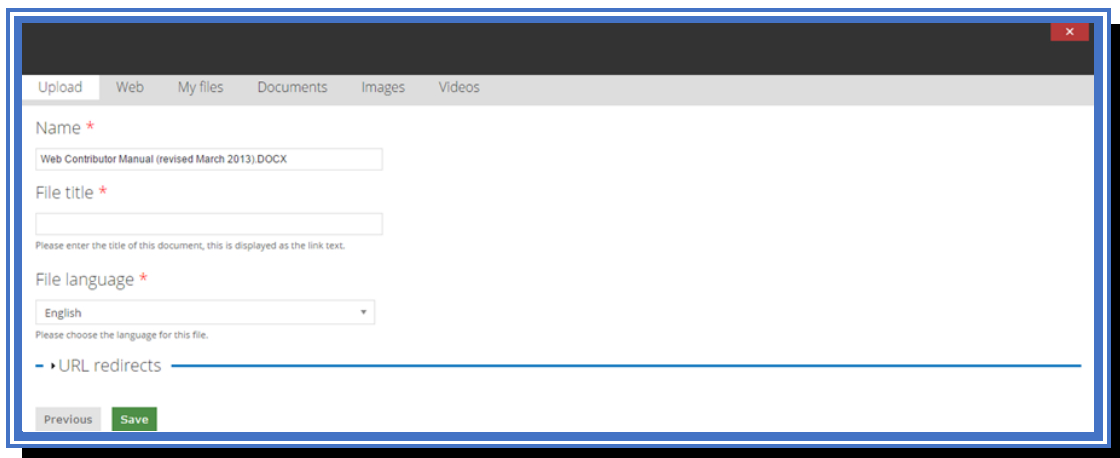 ×
Upload Web My files Documents Images Videos
Name *
Web Contributor Manual (revised March 2013).DOCX
File title *
Please enter the title of this document, this is displayed as the link text.
File language *
English
Please choose the language for this file.
URL redirects
Previous Save